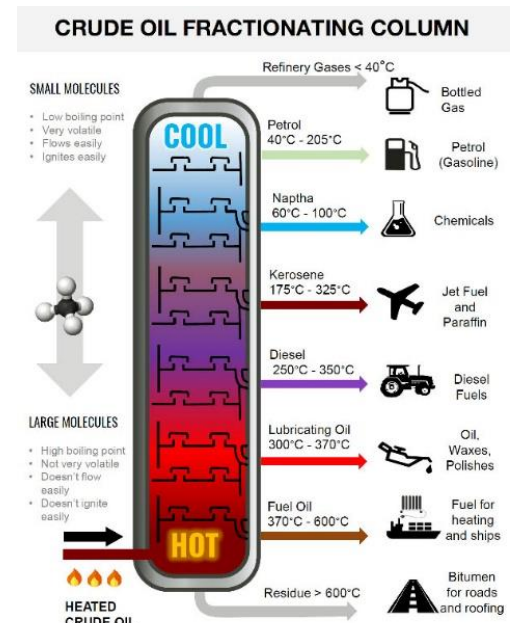 CRUDE OIL FRACTIONATING COLUMN
SMALL MOLECULES
• Low boiling point
• Very volatile
• Flows easily
• Ignites easily
LARGE MOLECULES
• High boiling point
• Not very volatile
• Doesn't flow
easily
• Doesn't ignite
easily
HEATED
CRUDE OIL
COOL
HOT
Refinery Gases < 40°C
Bottled
Gas
Petrol
40°C - 205°C
Petrol
(Gasoline)
Naptha
60°C - 100°C
Chemicals
Kerosene
175°C - 325°C
Jet Fuel
and
Paraffin
Diesel
250°C - 350°C
Diesel
Fuels
Lubricating Oil
300°C - 370°C
Oil,
Waxes,
Polishes
Fuel Oil
370°C - 600°C
Fuel for
heating
and ships
Residue > 600°C
Bitumen
for roads
and roofing